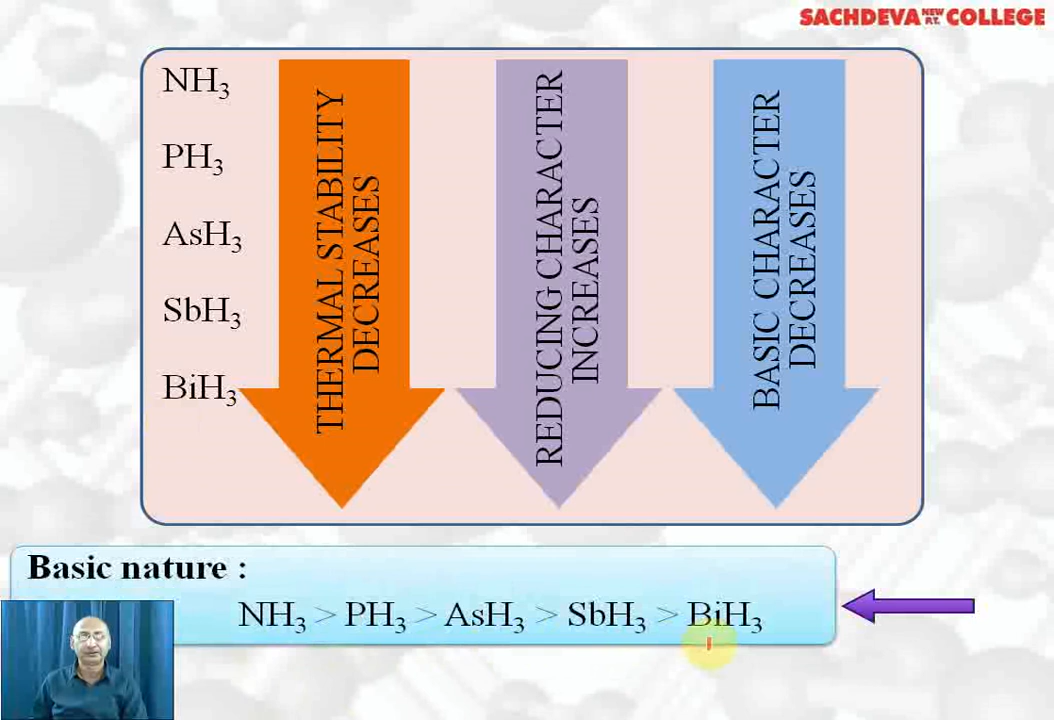 SACHDEVA NEW P.T. COLLEGE
NH3
PH3
AsH3
SbH3
BiH3
THERMAL STABILITY
DECREASES
REDUCING CHARACTER
INCREASES
BASIC CHARACTER
DECREASES
Basic nature :
NH3 > PH3 > AsH3 > SbH3 > BiH3